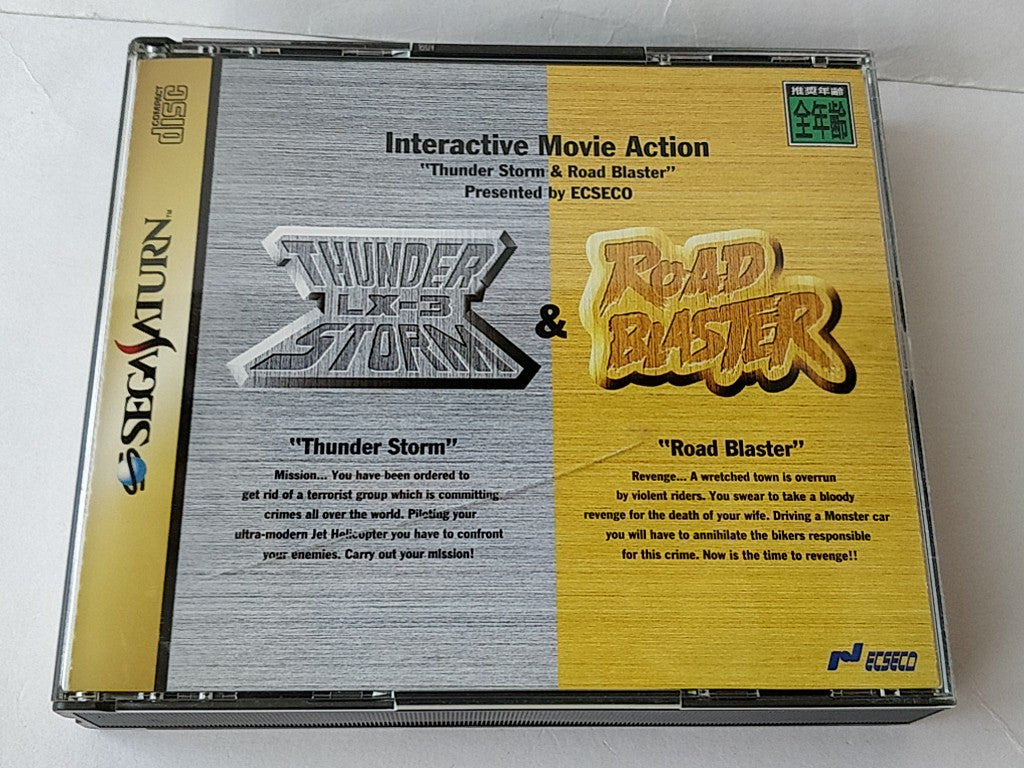 COMPACT
disc
SEGA SATURN™
推奨年齢
全年齢
Interactive Movie Action
"Thunder Storm & Road Blaster"
Presented by ECSECO
THUNDER
LX-3
STORM
&
ROAD
BLASTER
"Thunder Storm"
Mission... You have been ordered to
get rid of a terrorist group which is committing
crimes all over the world. Piloting your
ultra-modern Jet Helicopter you have to confront
your enemies. Carry out your mission!
"Road Blaster"
Revenge... A wretched town is overrun
by violent riders. You swear to take a bloody
revenge for the death of your wife. Driving a Monster car
you will have to annihilate the bikers responsible
for this crime. Now is the time to revenge!!
ECSECO